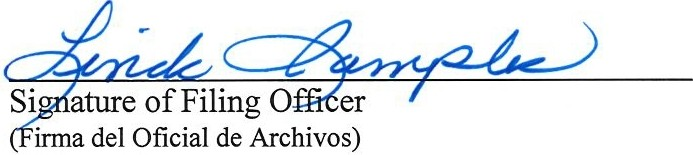 Signature of Filing Officer
(Firma del Oficial de Archivos)